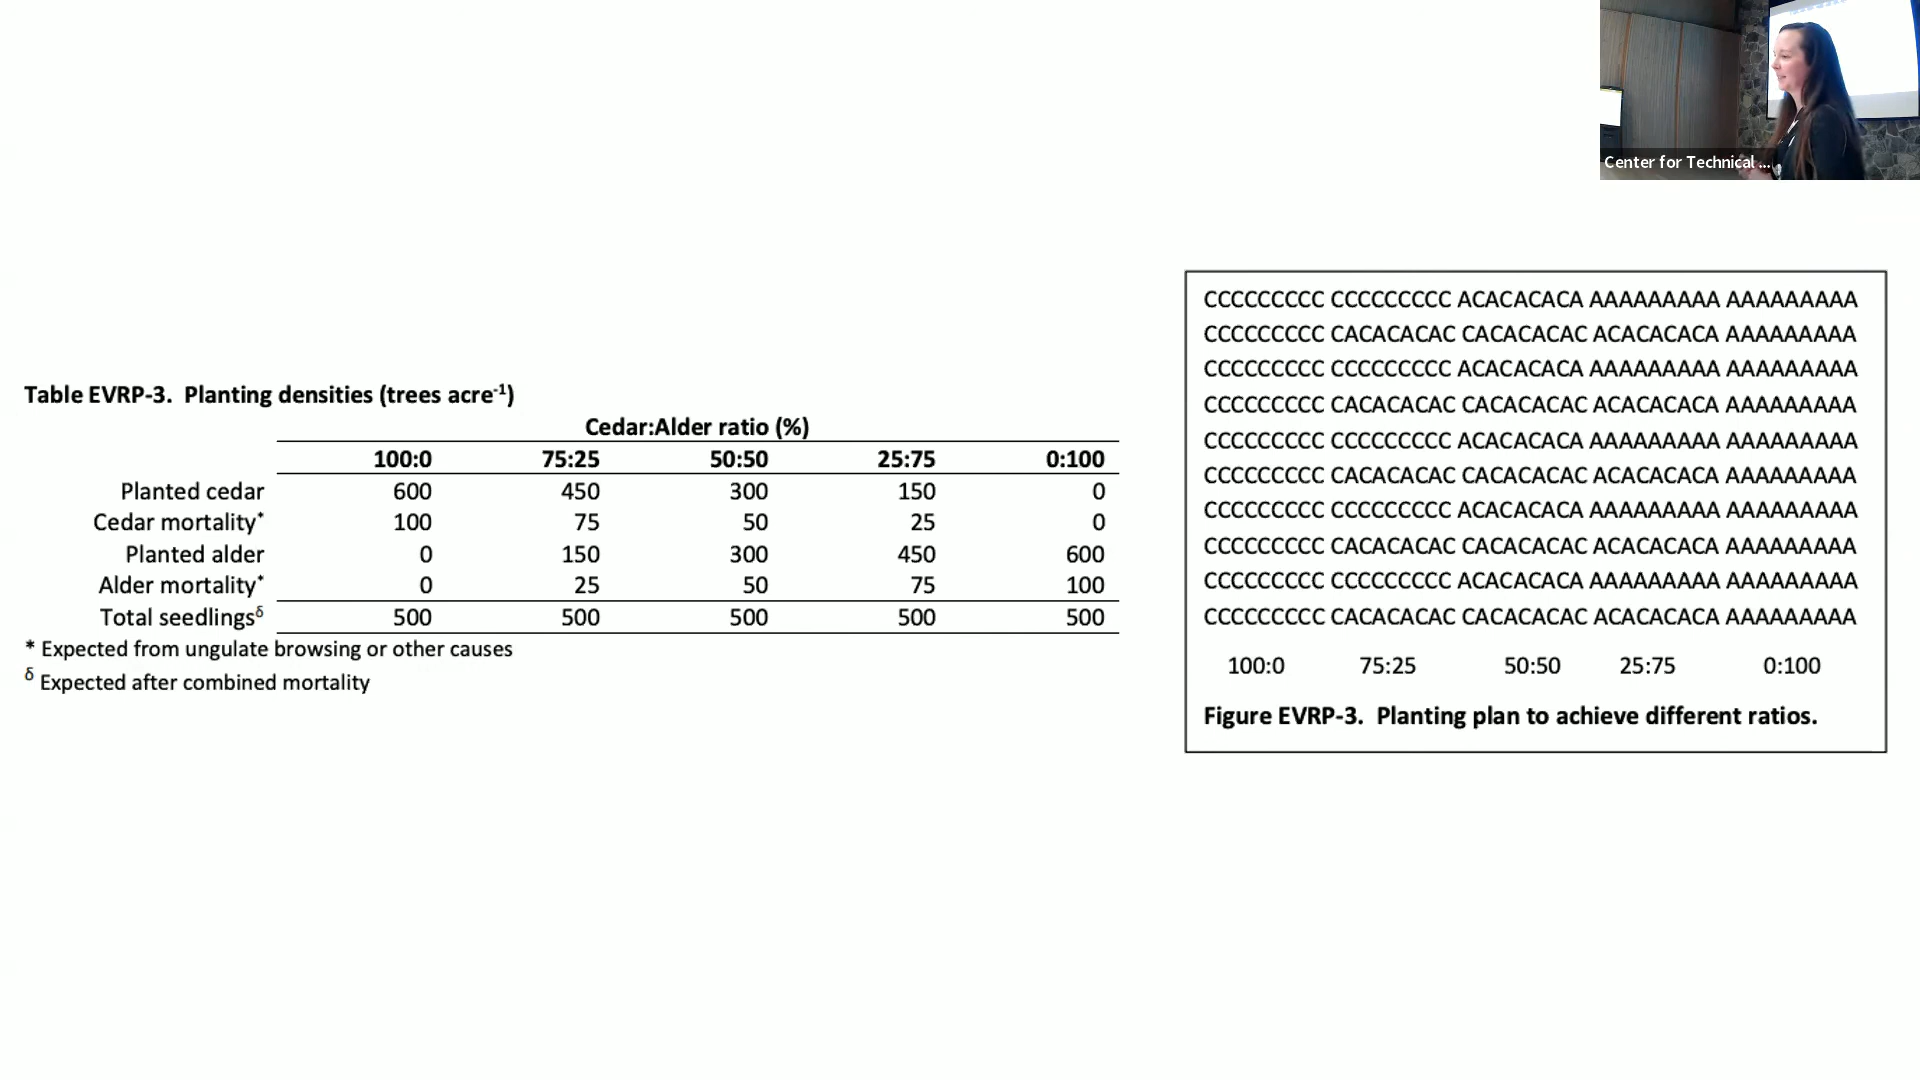 Center for Technical ...
Table EVRP-3. Planting densities (trees acre-1)
Cedar:Alder ratio (%)
100:0 75:25 50:50 25:75 0:100
Planted cedar 600 450 300 150 0
Cedar mortality* 100 75 50 25 0
Planted alder 0 150 300 450 600
Alder mortality* 0 25 50 75 100
Total seedlingsδ 500 500 500 500 500
* Expected from ungulate browsing or other causes
δ Expected after combined mortality
CCCCCCCCC CCCCCCCCC ACACACACA AAAAAAAAA AAAAAAAAA
CCCCCCCCC CACACACAC CACACACAC ACACACACA AAAAAAAAA
CCCCCCCCC CCCCCCCCC ACACACACA AAAAAAAAA AAAAAAAAA
CCCCCCCCC CACACACAC CACACACAC ACACACACA AAAAAAAAA
CCCCCCCCC CCCCCCCCC ACACACACA AAAAAAAAA AAAAAAAAA
CCCCCCCCC CACACACAC CACACACAC ACACACACA AAAAAAAAA
CCCCCCCCC CCCCCCCCC ACACACACA AAAAAAAAA AAAAAAAAA
CCCCCCCCC CACACACAC CACACACAC ACACACACA AAAAAAAAA
CCCCCCCCC CCCCCCCCC ACACACACA AAAAAAAAA AAAAAAAAA
CCCCCCCCC CACACACAC CACACACAC ACACACACA AAAAAAAAA
100:0 75:25 50:50 25:75 0:100
Figure EVRP-3. Planting plan to achieve different ratios.